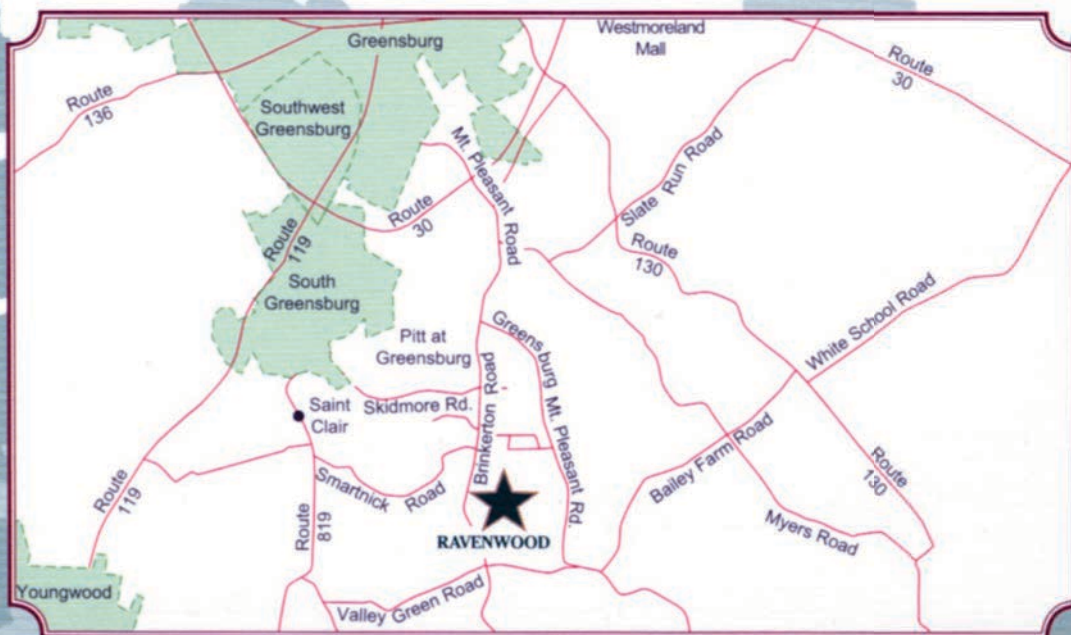 Greensburg
Westmoreland
Mall
Route
30
Route
136
Southwest
Greensburg
Mt. Pleasant Road
Slate Run Road
Route
30
Route
119
Route
130
South
Greensburg
White School Road
Pitt at
Greensburg
Greensburg Mt. Pleasant Rd.
Brinkerton Road
Saint
Clair
Skidmore Rd.
Bailey Farm Road
Route
119
Smartnick Road
Route
130
Route
819
Myers Road
RAVENWOOD
Youngwood
Valley Green Road